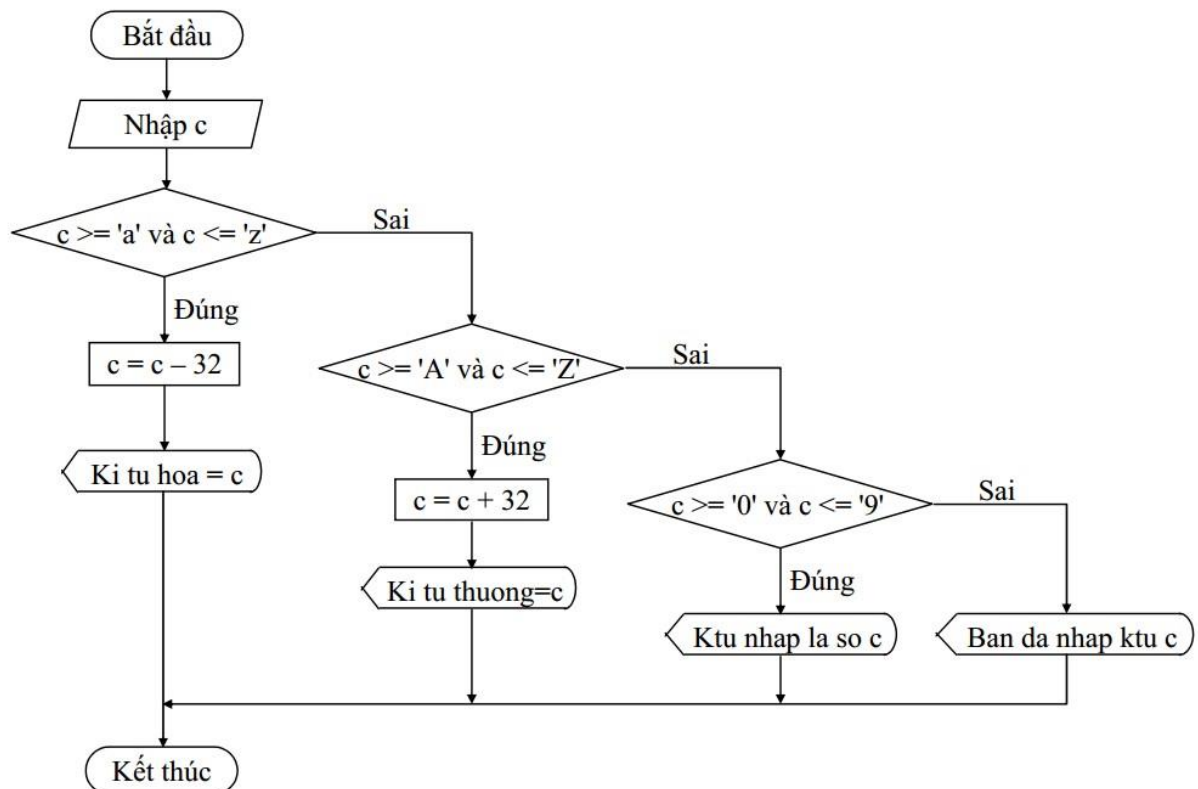 Bắt đầu
Nhập c
c >= 'a' và c <= 'z'
Sai
Đúng
c = c – 32
Ki tu hoa = c
c >= 'A' và c <= 'Z'
Sai
Đúng
c = c + 32
Ki tu thuong=c
c >= '0' và c <= '9'
Sai
Đúng
Ktu nhap la so c
Ban da nhap ktu c
Kết thúc